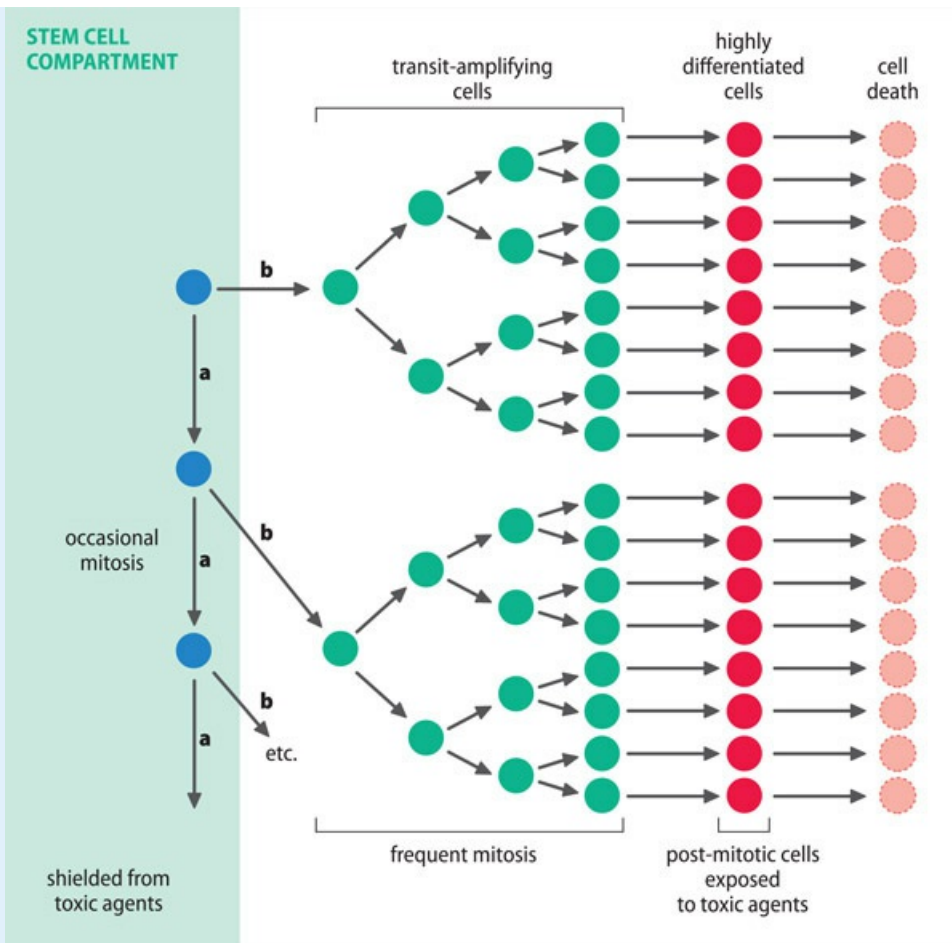 STEM CELL
COMPARTMENT
transit-amplifying
cells
highly
differentiated
cells
cell
death
b
a
b
occasional
mitosis
a
b
a
etc.
frequent mitosis
post-mitotic cells
exposed
to toxic agents
shielded from
toxic agents